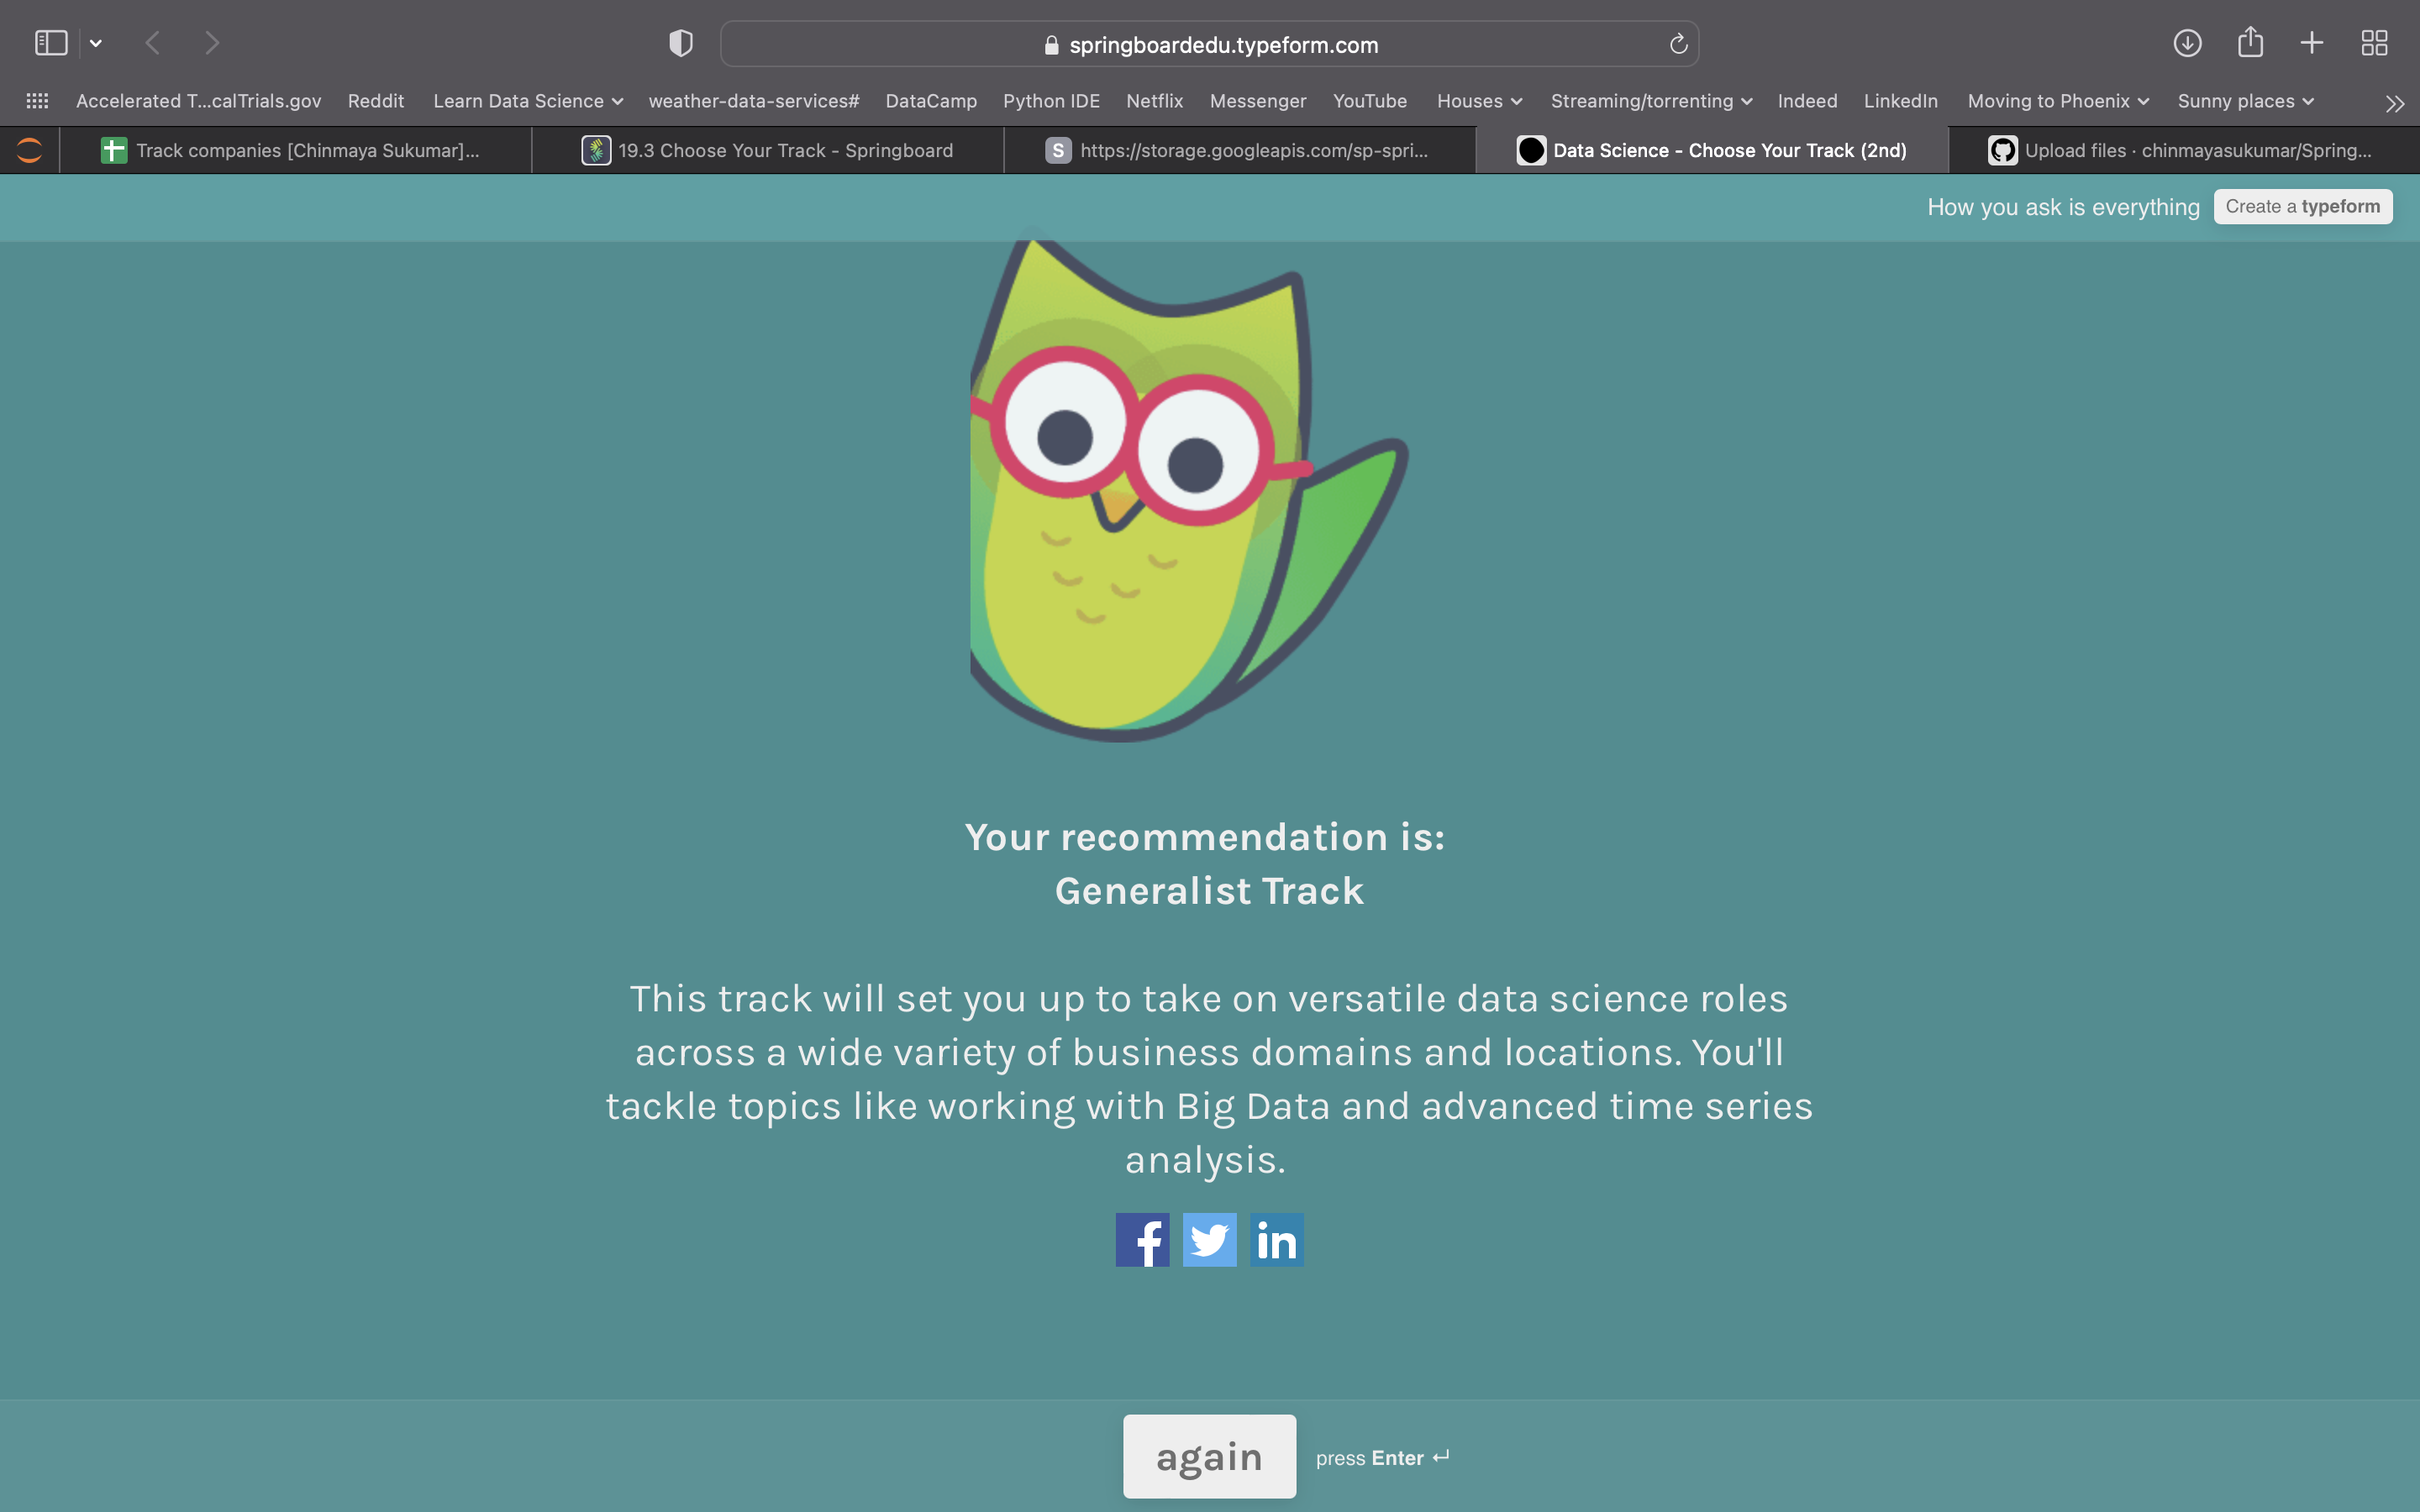 springboardedu.typeform.com
Accelerated T...calTrials.gov Reddit Learn Data Science weather-data-services# DataCamp Python IDE Netflix Messenger YouTube Houses Streaming/torrenting Indeed LinkedIn Moving to Phoenix Sunny places
Track companies [Chinmaya Sukumar]... 19.3 Choose Your Track - Springboard S https://storage.googleapis.com/sp-spri... Data Science - Choose Your Track (2nd) Upload files · chinmayasukumar/Spring...
How you ask is everything Create a typeform
Your recommendation is:
Generalist Track
This track will set you up to take on versatile data science roles
across a wide variety of business domains and locations. You'll
tackle topics like working with Big Data and advanced time series
analysis.
f in
again press Enter ↵